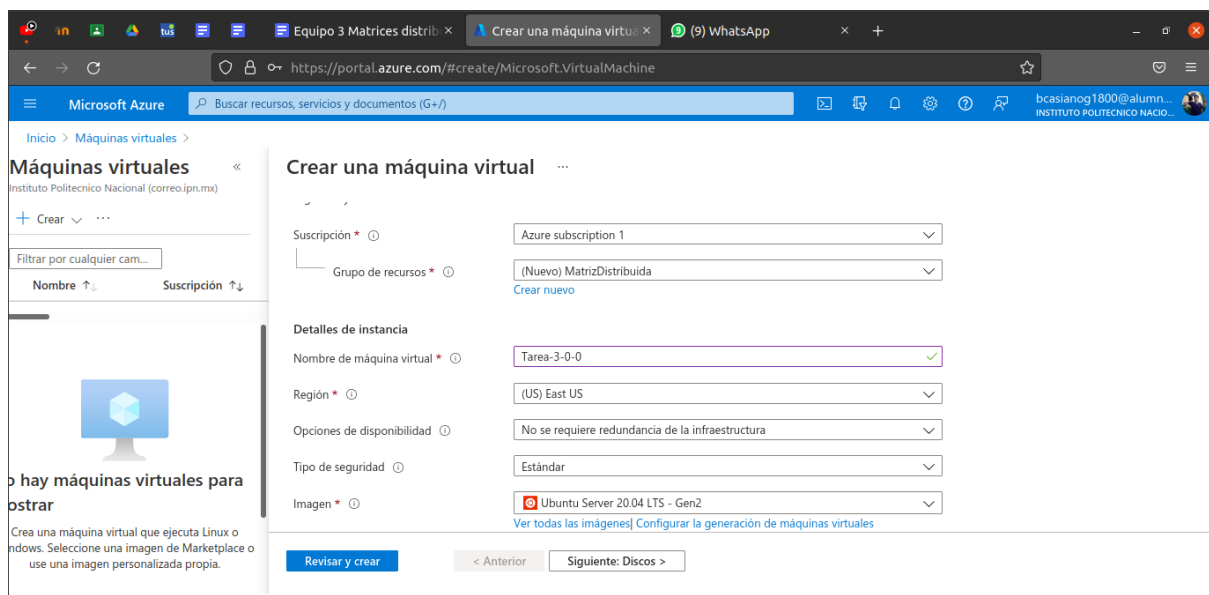 tuš
Equipo 3 Matrices distrib ×
Crear una máquina virtua ×
(9) WhatsApp ×
https://portal.azure.com/#create/Microsoft.VirtualMachine
Microsoft Azure
Buscar recursos, servicios y documentos (G+/)
bcasianog1800@alumn...
INSTITUTO POLITECNICO NACIO...
Inicio > Máquinas virtuales >
Máquinas virtuales
Instituto Politecnico Nacional (correo.ipn.mx)
+ Crear ...
Filtrar por cualquier cam...
Nombre ↑↓ Suscripción ↑↓
o hay máquinas virtuales para
ostrar
Crea una máquina virtual que ejecuta Linux o
ndows. Seleccione una imagen de Marketplace o
use una imagen personalizada propia.
Crear una máquina virtual ...
Suscripción * Azure subscription 1
Grupo de recursos * (Nuevo) MatrizDistribuida
Crear nuevo
Detalles de instancia
Nombre de máquina virtual * Tarea-3-0-0
Región * (US) East US
Opciones de disponibilidad No se requiere redundancia de la infraestructura
Tipo de seguridad Estándar
Imagen * Ubuntu Server 20.04 LTS - Gen2
Ver todas las imágenes| Configurar la generación de máquinas virtuales
Revisar y crear < Anterior Siguiente: Discos >